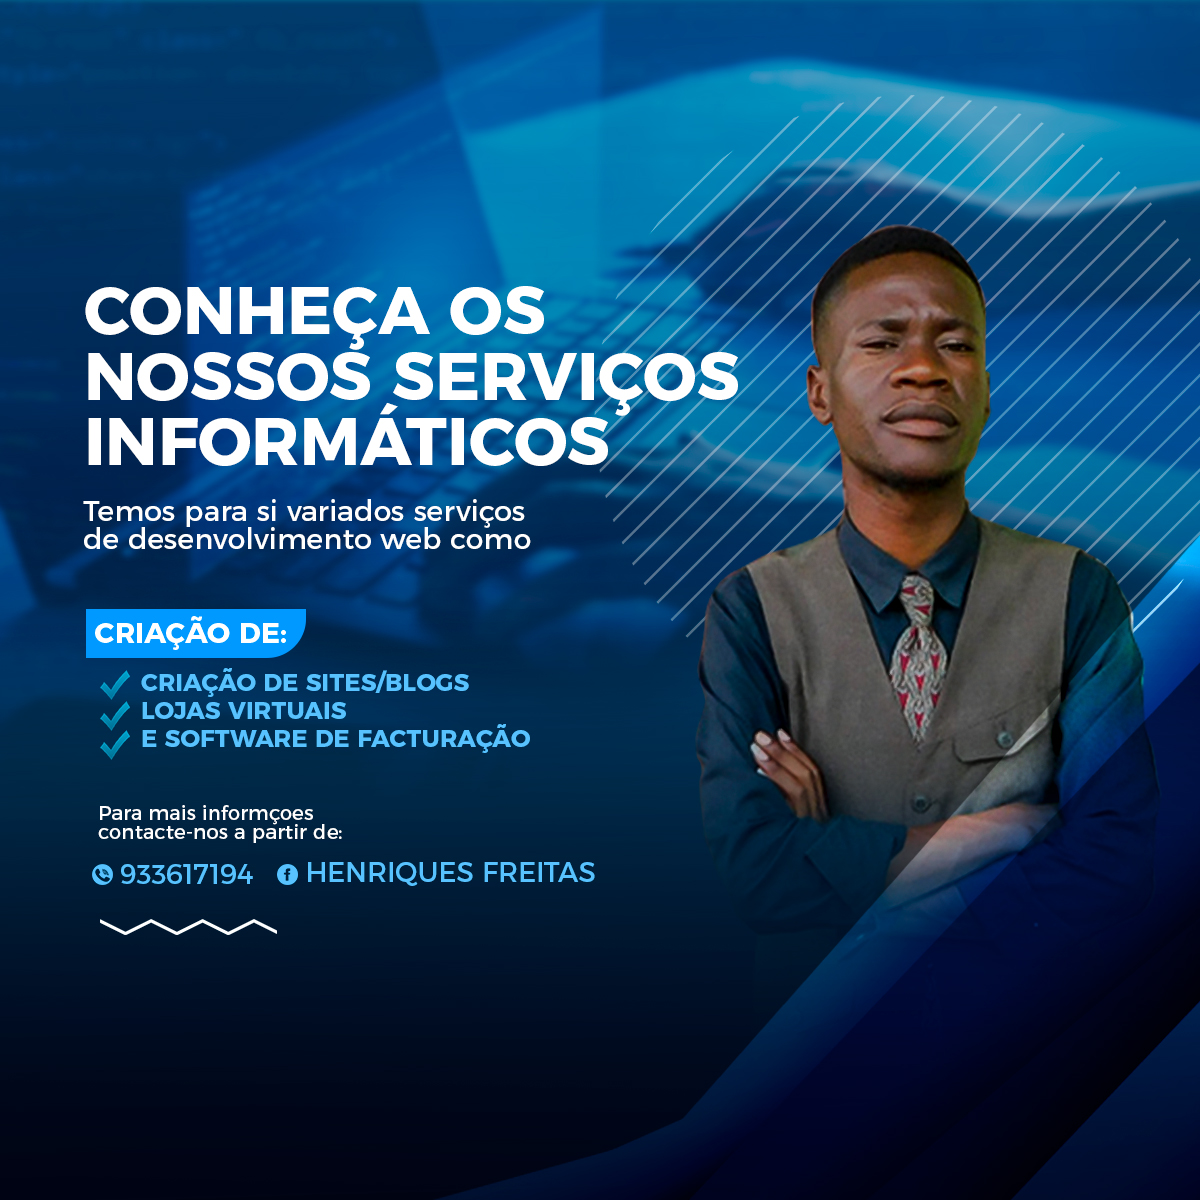 CONHEÇA OS
NOSSOS SERVIÇOS
INFORMÁTICOS
Temos para si variados serviços
de desenvolvimento web como
CRIAÇÃO DE:
CRIAÇÃO DE SITES/BLOGS
LOJAS VIRTUAIS
E SOFTWARE DE FACTURAÇÃO
Para mais informçoes
contacte-nos a partir de:
933617194 HENRIQUES FREITAS